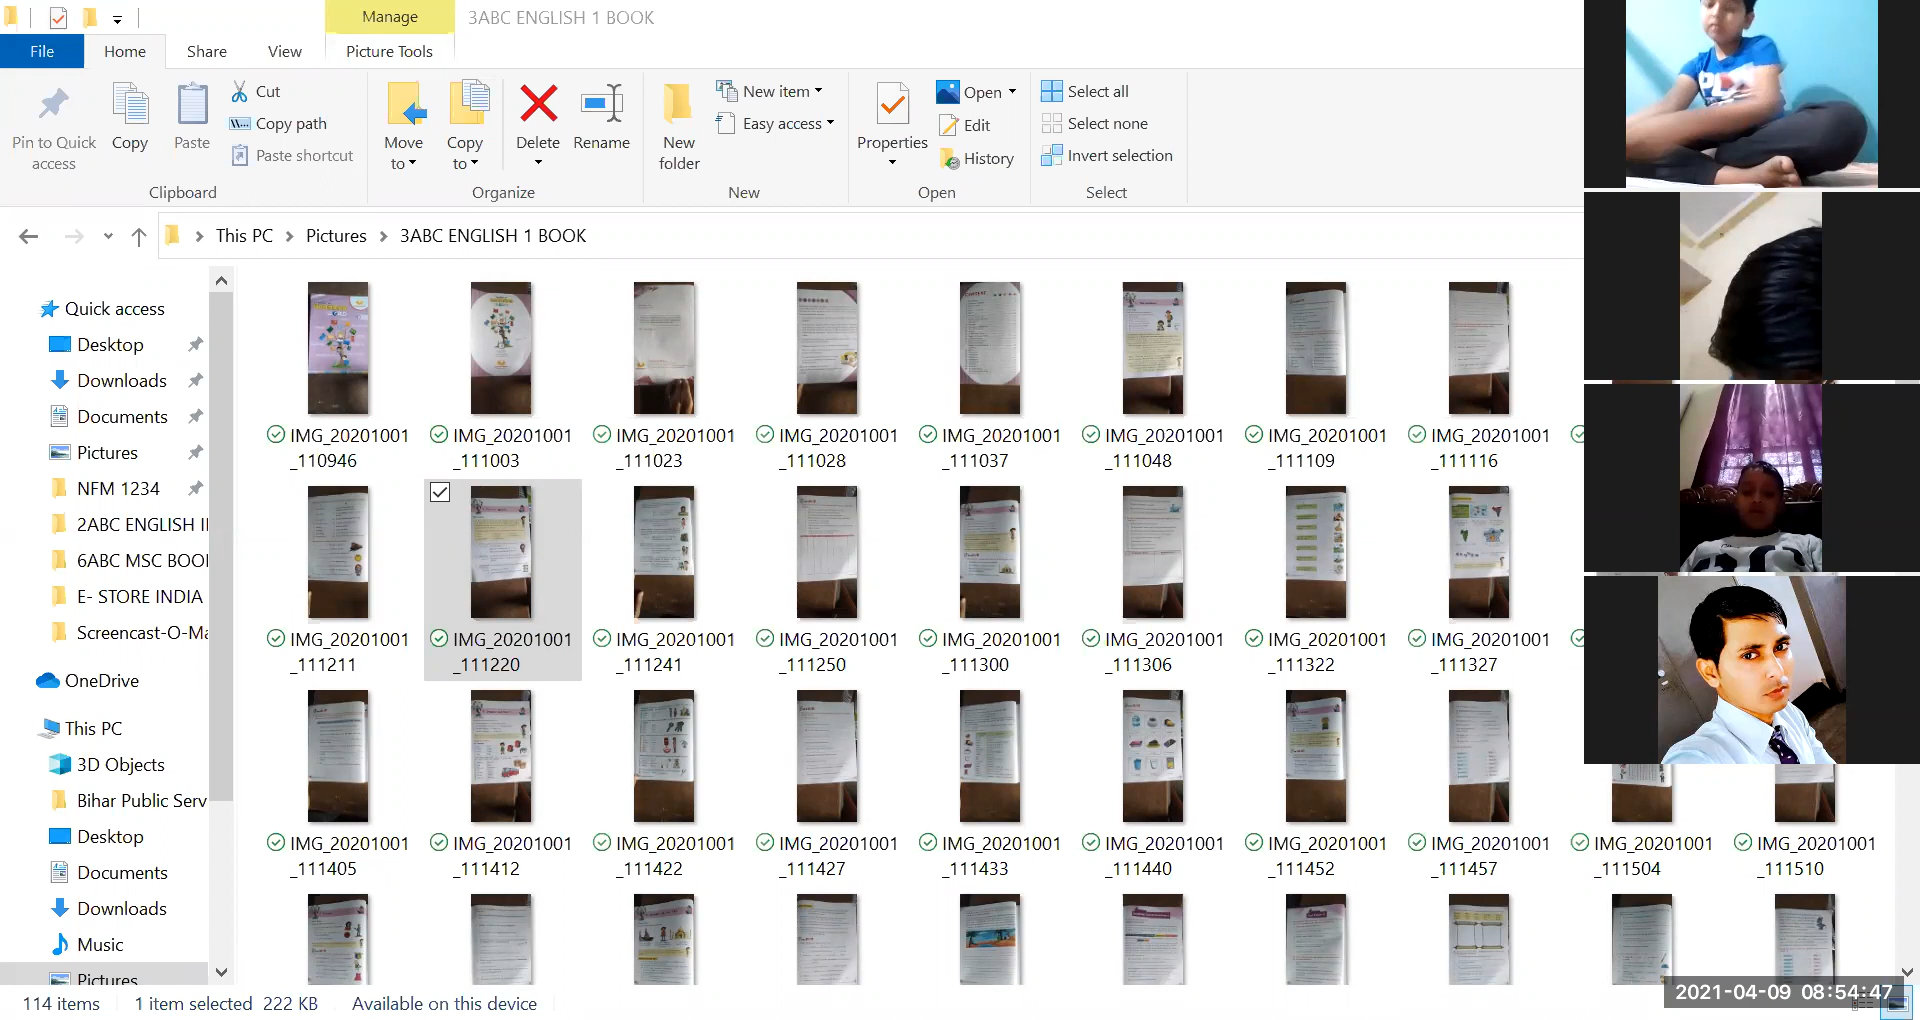 Manage
3ABC ENGLISH 1 BOOK
File
Home
Share
View
Picture Tools
Pin to Quick access
Copy
Paste
Cut
Copy path
Paste shortcut
Clipboard
Move to
Copy to
Delete
Rename
Organize
New folder
New item
Easy access
New
Properties
Open
Edit
History
Open
Select all
Select none
Invert selection
Select
This PC
Pictures
3ABC ENGLISH 1 BOOK
Quick access
Desktop
Downloads
Documents
Pictures
NFM 1234
2ABC ENGLISH
6ABC MSC
E- STORE INDIA
Screencast-O-Ma
OneDrive
This PC
3D Objects
Bihar Public Serv
Desktop
Documents
Downloads
Music
Pictures
IMG_20201001_110946
IMG_20201001_111003
IMG_20201001_111023
IMG_20201001_111028
IMG_20201001_111037
IMG_20201001_111048
IMG_20201001_111109
IMG_20201001_111116
IMG_20201001_111211
IMG_20201001_111220
IMG_20201001_111241
IMG_20201001_111250
IMG_20201001_111300
IMG_20201001_111306
IMG_20201001_111322
IMG_20201001_111327
IMG_20201001_111405
IMG_20201001_111412
IMG_20201001_111422
IMG_20201001_111427
IMG_20201001_111433
IMG_20201001_111440
IMG_20201001_111452
IMG_20201001_111457
IMG_20201001_111504
IMG_20201001_111510
114 items
1 item selected 222 KB
Available on this device
2021-04-09 08:54:47